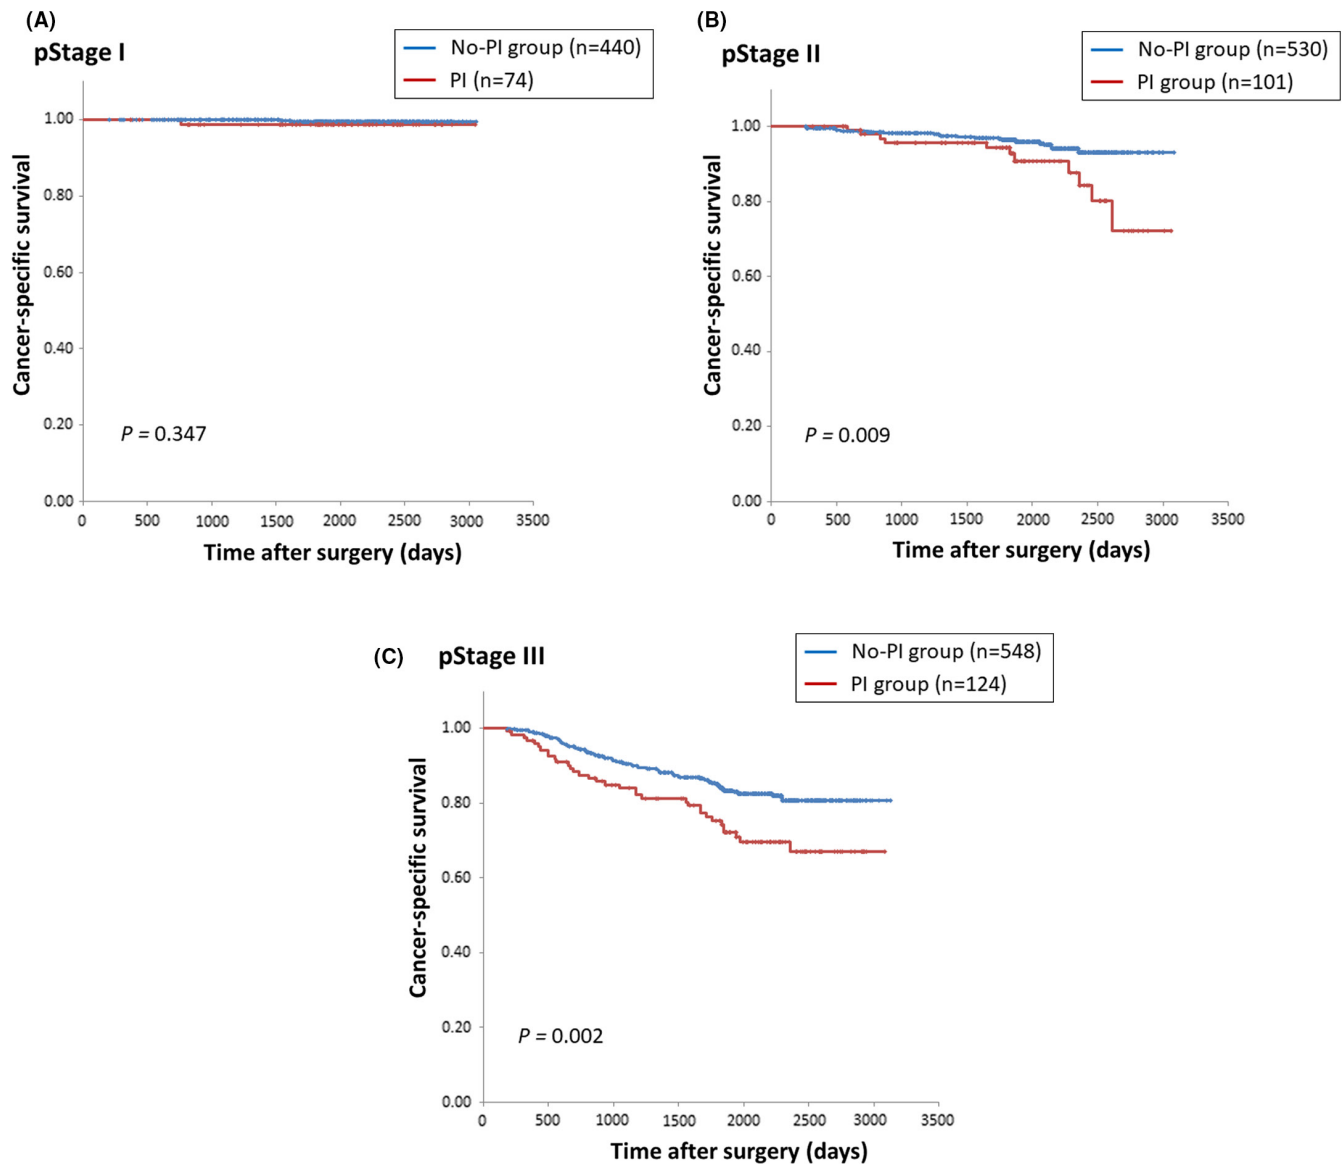 (A)
pStage I
No-PI group (n=440)
PI (n=74)
1.00
0.80
0.60
0.40
0.20
0.00
Cancer-specific survival
P = 0.347
0 500 1000 1500 2000 2500 3000 3500
Time after surgery (days)
(B)
pStage II
No-PI group (n=530)
PI group (n=101)
1.00
0.80
0.60
0.40
0.20
0.00
Cancer-specific survival
P = 0.009
0 500 1000 1500 2000 2500 3000 3500
Time after surgery (days)
(C)
pStage III
No-PI group (n=548)
PI group (n=124)
1.00
0.80
0.60
0.40
0.20
0.00
Cancer-specific survival
P = 0.002
0 500 1000 1500 2000 2500 3000 3500
Time after surgery (days)